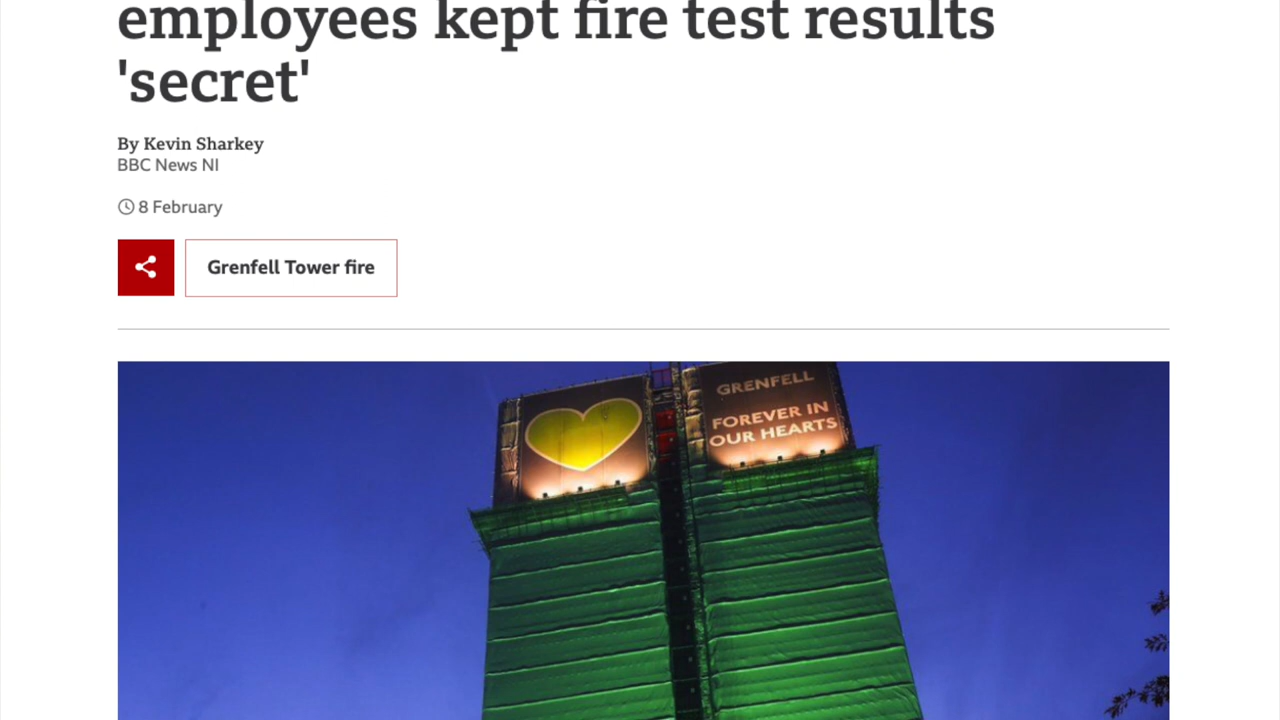 employees kept fire test results
'secret'
By Kevin Sharkey
BBC News NI
8 February
Grenfell Tower fire
GRENFELL
FOREVER IN
OUR HEARTS